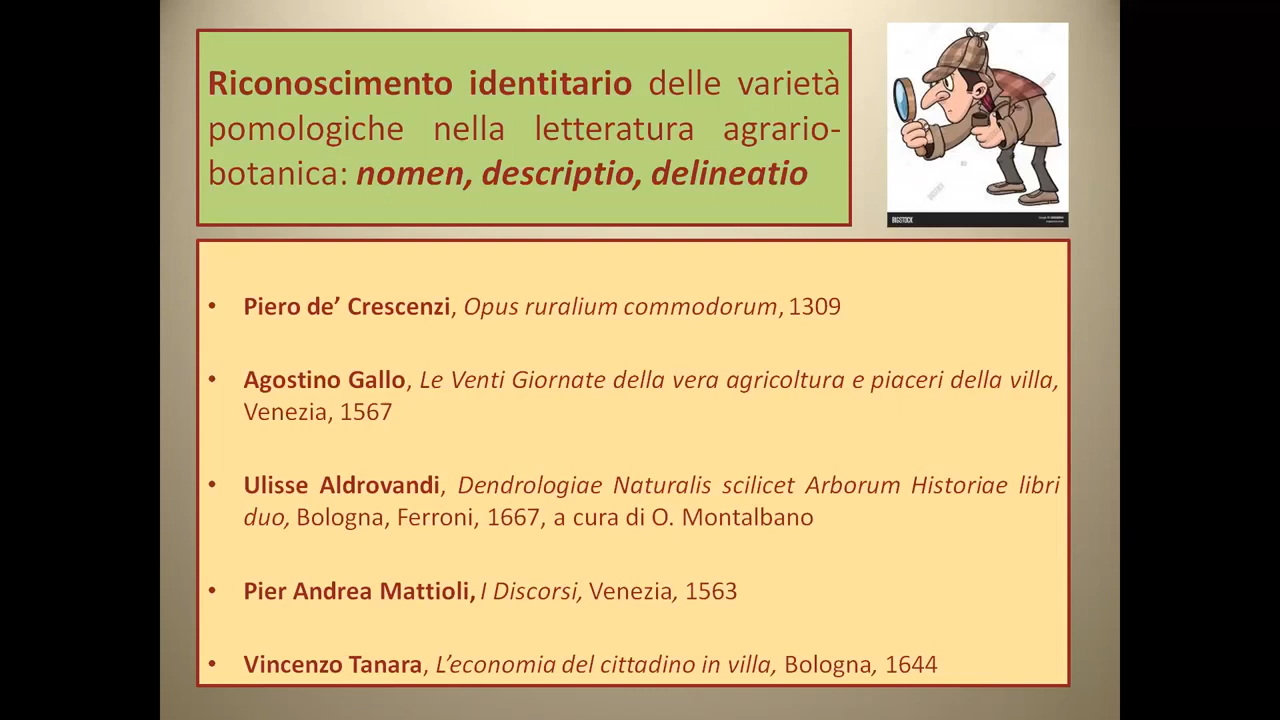 Riconoscimento identitario delle varietà
pomologiche nella letteratura agrario-
botanica: nomen, descriptio, delineatio
BIGSTOCK
• Piero de’ Crescenzi, Opus ruralium commodorum, 1309
• Agostino Gallo, Le Venti Giornate della vera agricoltura e piaceri della villa,
Venezia, 1567
• Ulisse Aldrovandi, Dendrologiae Naturalis scilicet Arborum Historiae libri
duo, Bologna, Ferroni, 1667, a cura di O. Montalbano
• Pier Andrea Mattioli, I Discorsi, Venezia, 1563
• Vincenzo Tanara, L’economia del cittadino in villa, Bologna, 1644